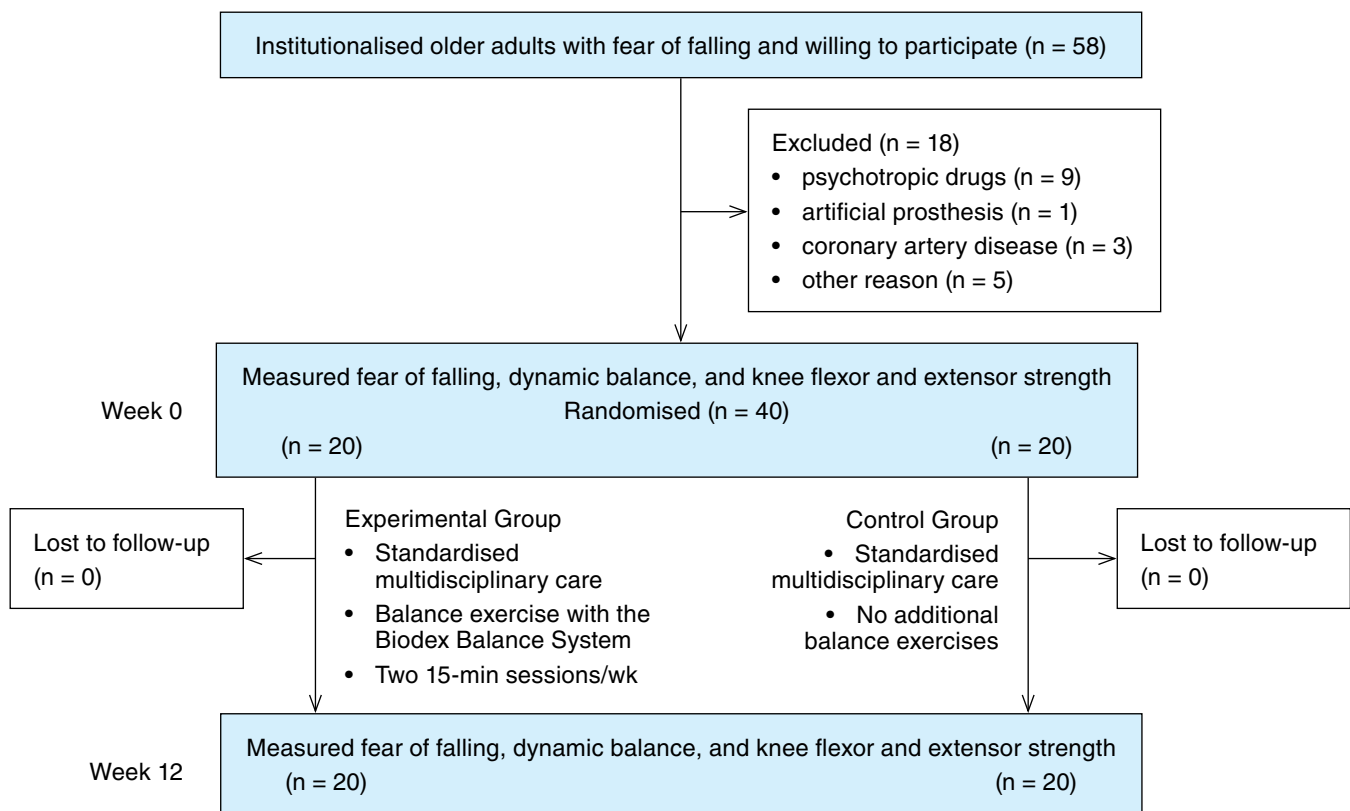 Institutionalised older adults with fear of falling and willing to participate (n = 58)
Excluded (n = 18)
• psychotropic drugs (n = 9)
• artificial prosthesis (n = 1)
• coronary artery disease (n = 3)
• other reason (n = 5)
Week 0
Measured fear of falling, dynamic balance, and knee flexor and extensor strength
Randomised (n = 40)
(n = 20) (n = 20)
Lost to follow-up
(n = 0)
Experimental Group
• Standardised
multidisciplinary care
• Balance exercise with the
Biodex Balance System
• Two 15-min sessions/wk
Control Group
• Standardised
multidisciplinary care
• No additional
balance exercises
Lost to follow-up
(n = 0)
Week 12
Measured fear of falling, dynamic balance, and knee flexor and extensor strength
(n = 20) (n = 20)